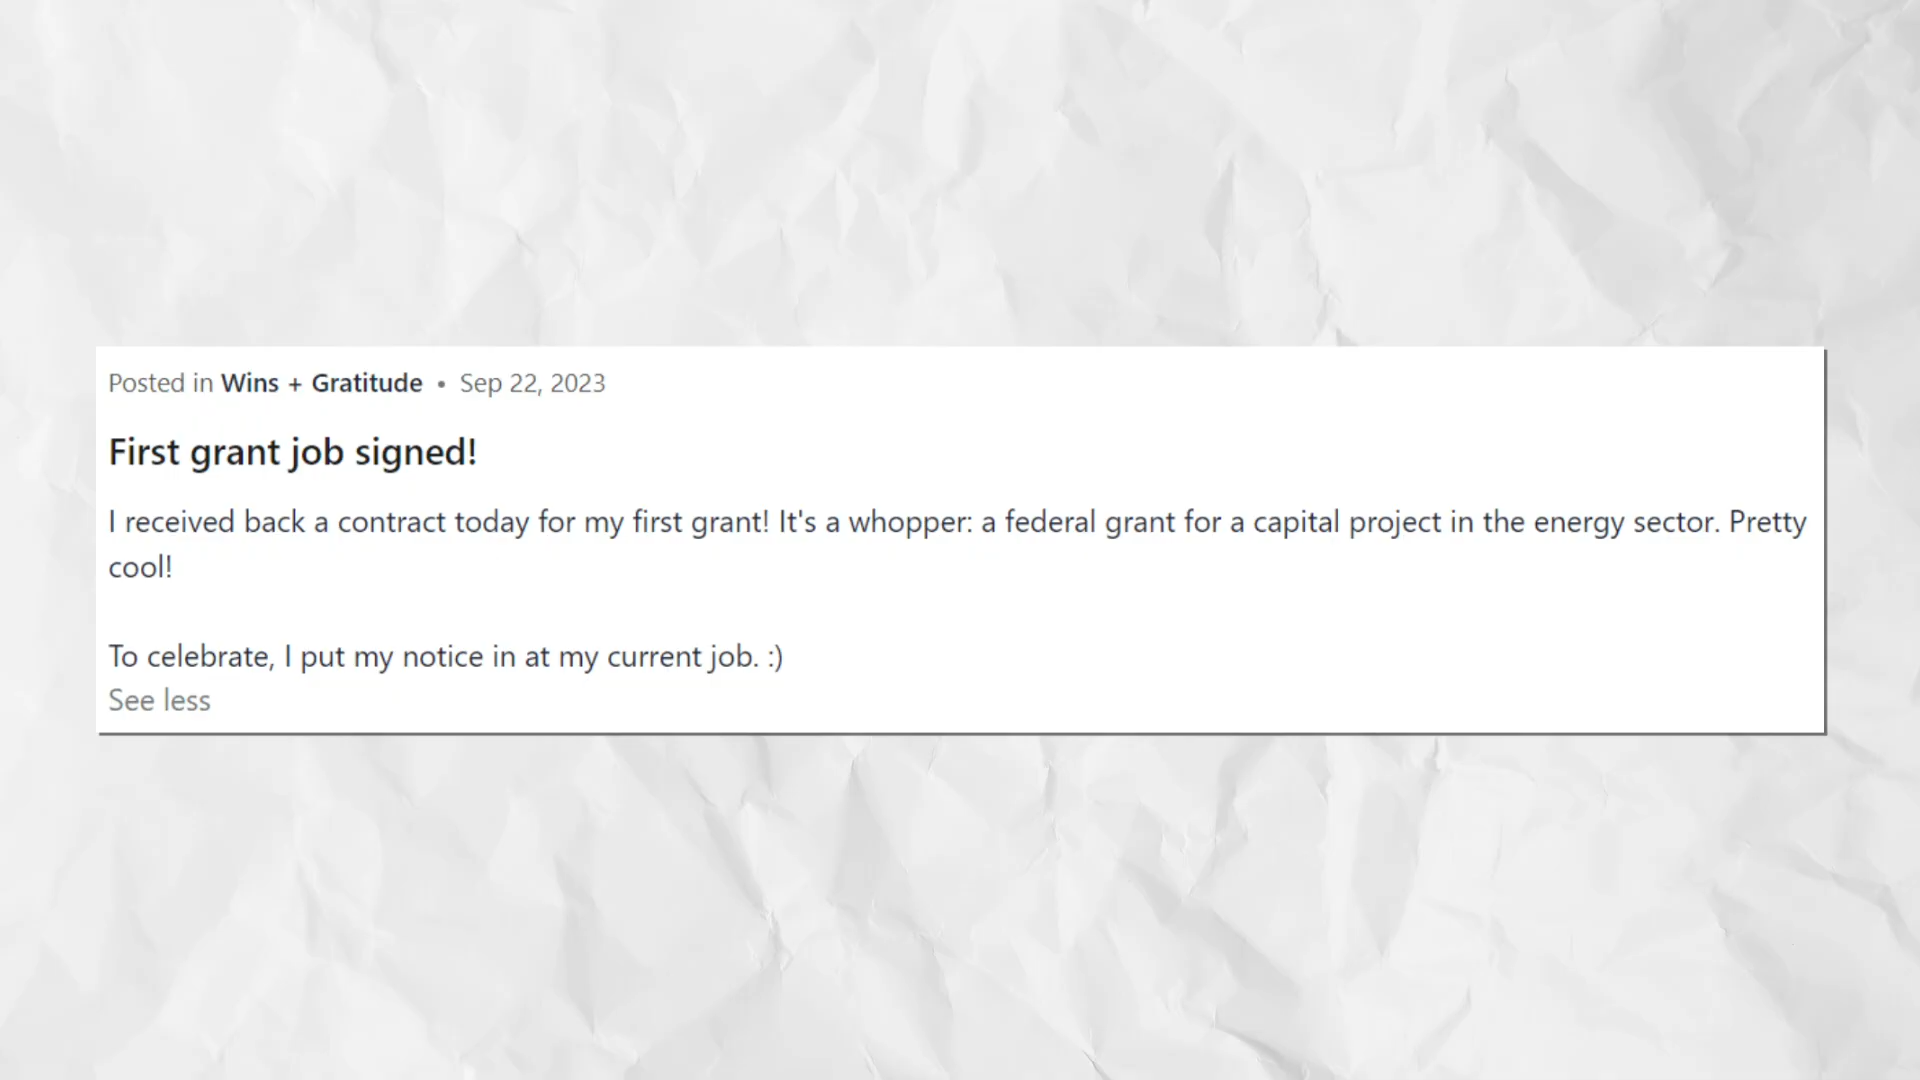 Posted in Wins + Gratitude • Sep 22, 2023
First grant job signed!
I received back a contract today for my first grant! It's a whopper: a federal grant for a capital project in the energy sector. Pretty
cool!
To celebrate, I put my notice in at my current job. :)
See less